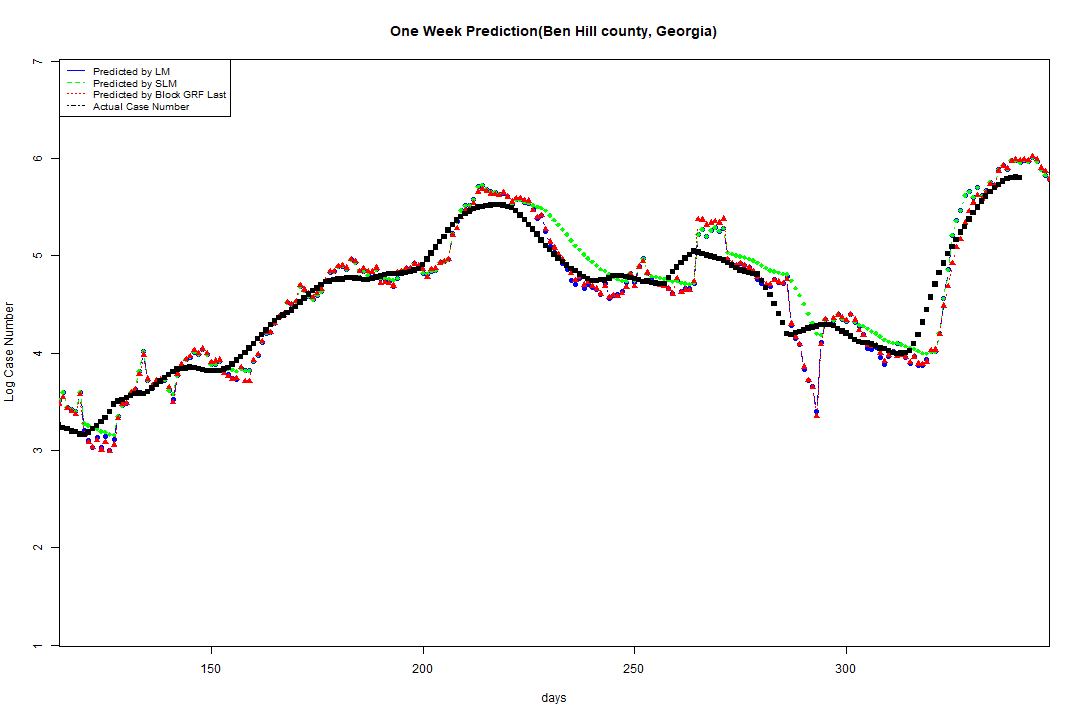 One Week Prediction(Ben Hill county, Georgia)
Predicted by LM
Predicted by SLM
Predicted by Block GRF Last
Actual Case Number
7
6
5
4
3
2
1
Log Case Number
150
200
250
300
days